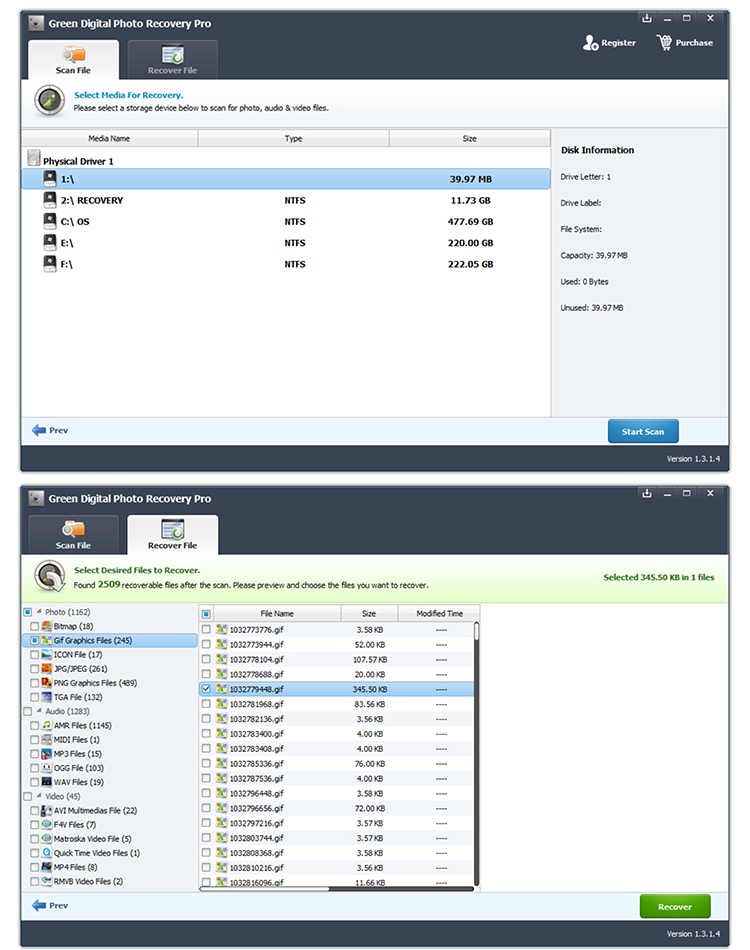 Green Digital Photo Recovery Pro
Register
Purchase
Scan File
Recover File
Select Media For Recovery.
Please select a storage device below to scan for photo, audio & video files.
Media Name Type Size
Physical Driver 1
1:\ 39.97 MB
2:\ RECOVERY NTFS 11.73 GB
C:\ OS NTFS 477.69 GB
E:\ NTFS 220.00 GB
F:\ NTFS 222.05 GB
Disk Information
Drive Letter: 1
Drive Label:
File System:
Capacity: 39.97 MB
Used: 0 Bytes
Unused: 39.97 MB
Prev
Start Scan
Version 1.3.1.4
Green Digital Photo Recovery Pro
Scan File
Recover File
Select Desired Files to Recover.
Found 2509 recoverable files after the scan. Please preview and choose the files you want to recover.
Selected 345.50 KB in 1 files
Photo (1162)
Bitmap (18)
Gif Graphics Files (245)
ICON File (17)
JPG/JPEG (261)
PNG Graphics Files (489)
TGA File (132)
Audio (1283)
AMR Files (1145)
MIDI Files (1)
MP3 Files (15)
OGG File (103)
WAV Files (19)
Video (45)
AVI Multimedias File (22)
F4V Files (7)
Matroska Video File (5)
Quick Time Video Files (1)
MP4 Files (8)
RMVB Video Files (2)
File Name Size Modified Time
1032773776.gif 3.58 KB ----
1032773944.gif 52.00 KB ----
1032778104.gif 107.57 KB ----
1032778688.gif 20.00 KB ----
1032779448.gif 345.50 KB ----
1032781968.gif 83.56 KB ----
1032782136.gif 3.56 KB ----
1032783400.gif 4.00 KB ----
1032783408.gif 4.00 KB ----
1032785336.gif 76.00 KB ----
1032787536.gif 4.00 KB ----
1032796448.gif 3.58 KB ----
1032796656.gif 72.00 KB ----
1032797216.gif 3.57 KB ----
1032803744.gif 3.57 KB ----
1032808368.gif 3.58 KB ----
1032810216.gif 3.56 KB ----
1032816096.gif 11.66 KB ----
Prev
Recover
Version 1.3.1.4